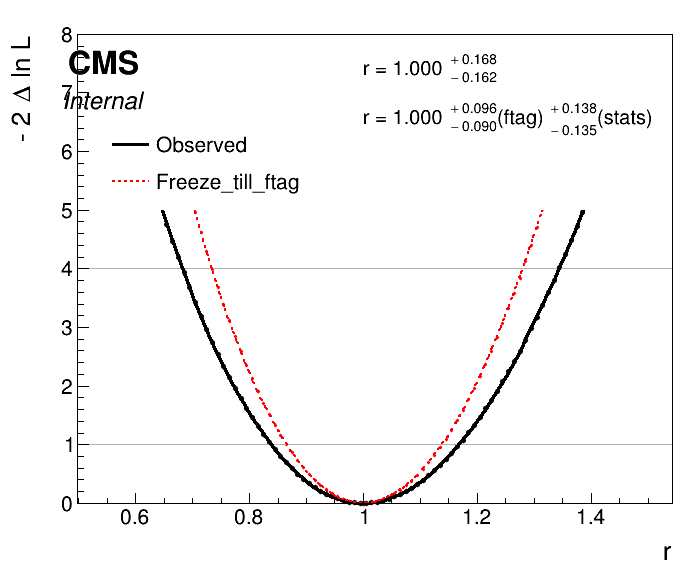 - 2 Δ ln L
8
CMS
7
Internal
r = 1.000 + 0.168 - 0.162
r = 1.000 + 0.096 - 0.090 (ftag) + 0.138 - 0.135 (stats)
Observed
Freeze_till_ftag
6
5
4
3
2
1
0
0.6 0.8 1 1.2 1.4
r